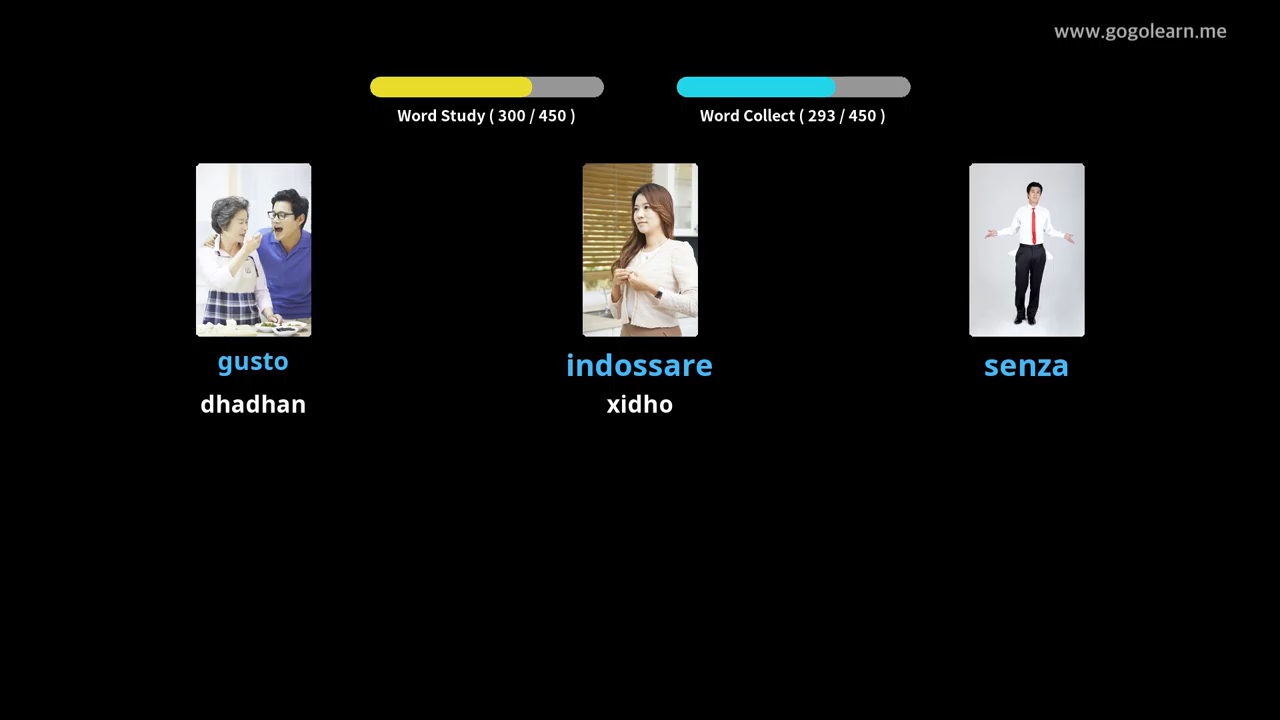 www.gogolearn.me
Word Study ( 300 / 450 )
Word Collect ( 293 / 450 )
gusto
indossare
senza
dhadhan
xidho